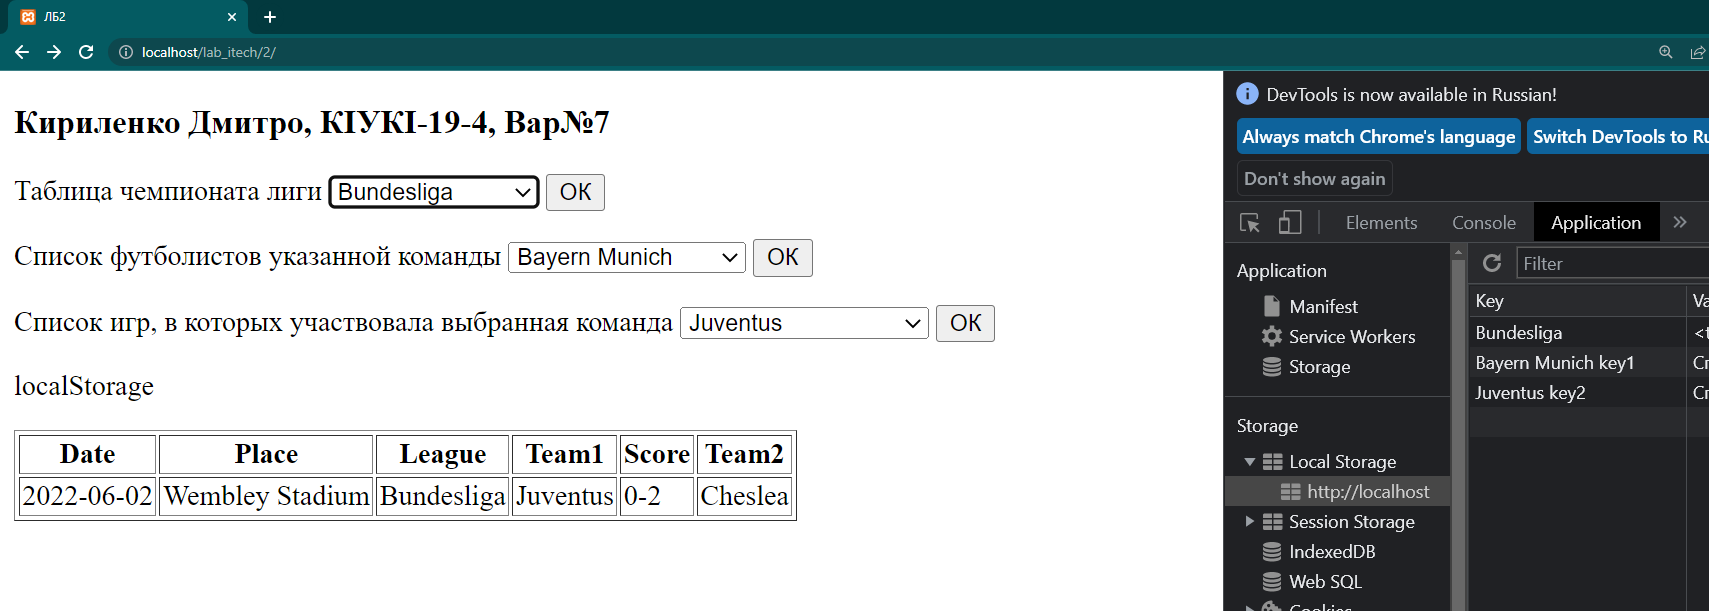 ЛБ2
localhost/lab_itech/2/
Кириленко Дмитро, КІУКІ-19-4, Вар№7
Таблица чемпионата лиги Bundesliga OK
Список футболистов указанной команды Bayern Munich OK
Список игр, в которых участвовала выбранная команда Juventus OK
localStorage
Date Place League Team1 Score Team2
2022-06-02 Wembley Stadium Bundesliga Juventus 0-2 Cheslea
DevTools is now available in Russian!
Always match Chrome's language Switch DevTools to Ru
Don't show again
Elements Console Application
Application
Manifest
Service Workers
Storage
Storage
Local Storage
http://localhost
Session Storage
IndexedDB
Web SQL
Cookies
Filter
Key Va
Bundesliga <t
Bayern Munich key1 Cr
Juventus key2 Cr